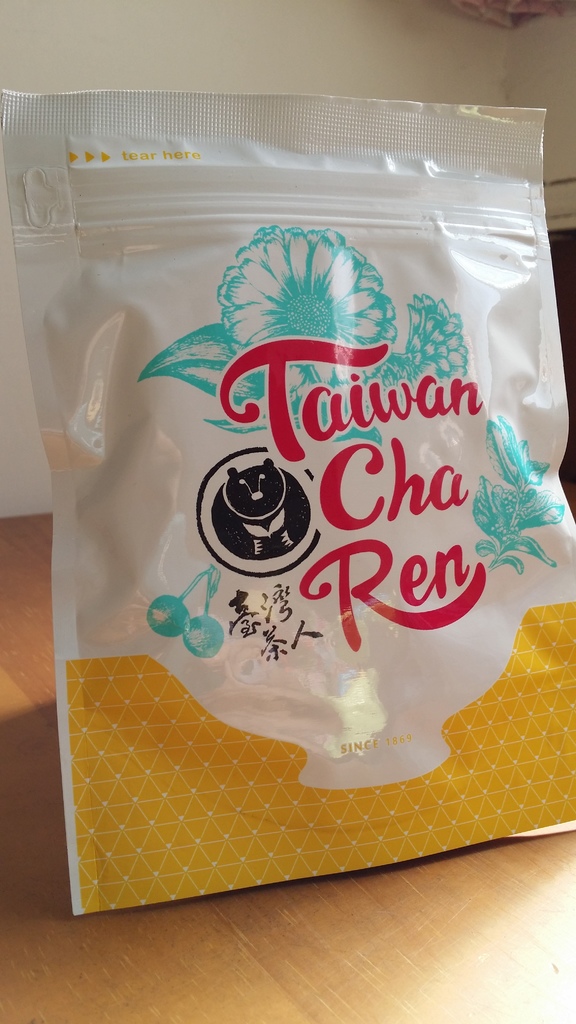 tear here
Taiwan
Cha
Ren
臺灣
茶人
SINCE 1869